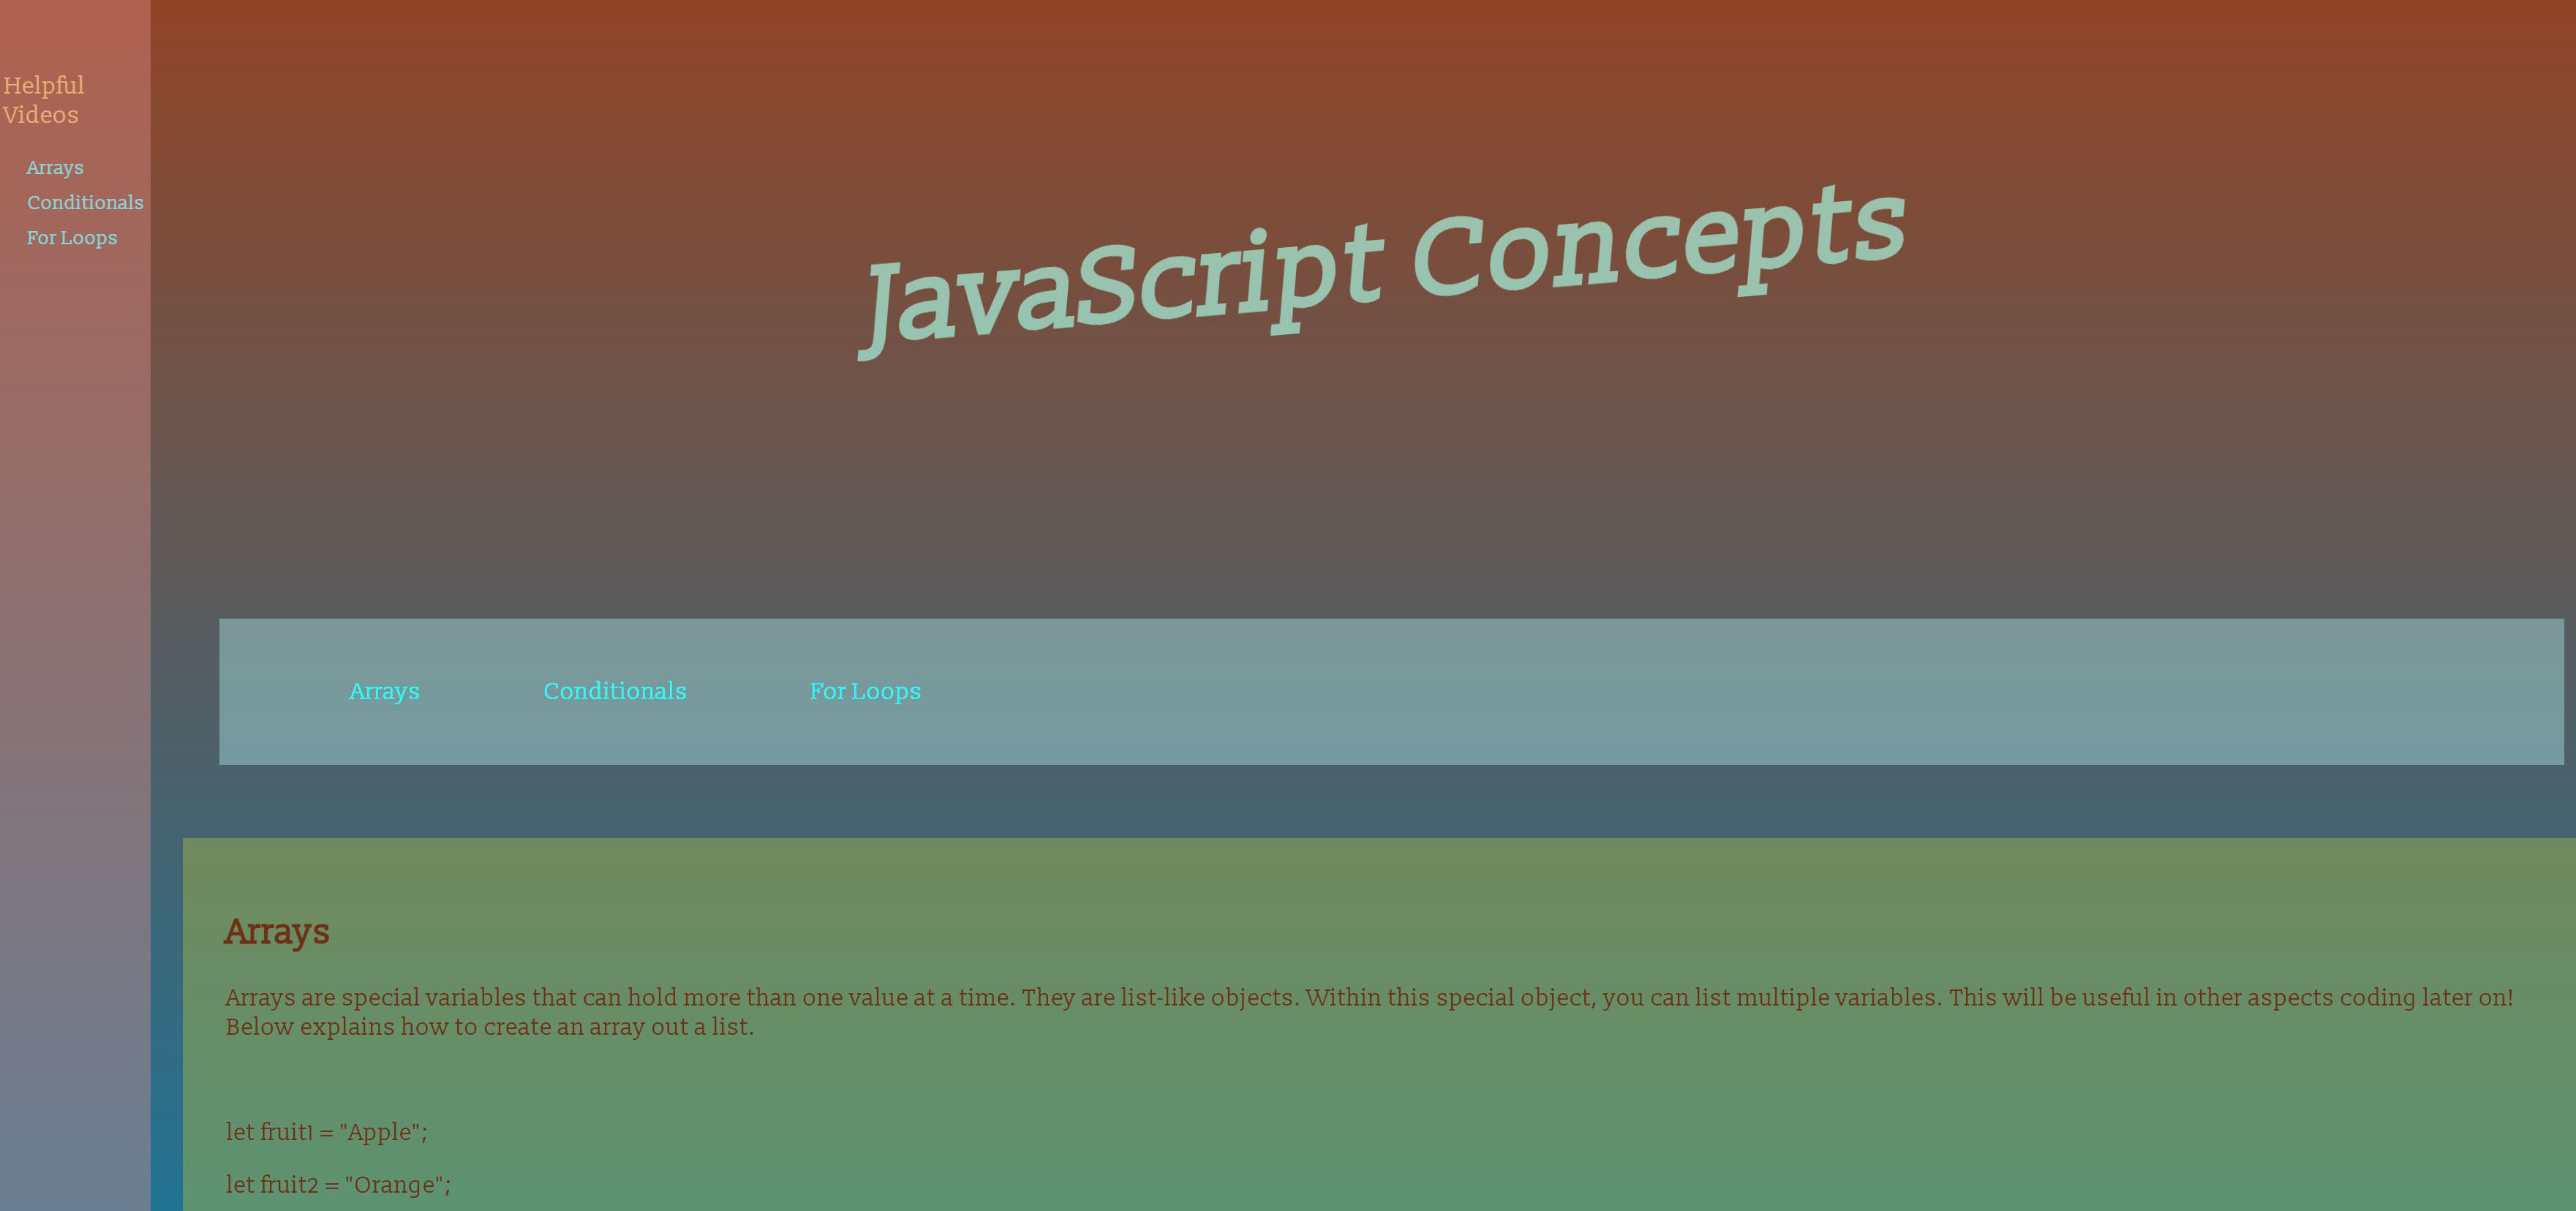 Helpful
Videos
Arrays
Conditionals
For Loops
JavaScript Concepts
Arrays Conditionals For Loops
Arrays
Arrays are special variables that can hold more than one value at a time. They are list-like objects. Within this special object, you can list multiple variables. This will be useful in other aspects coding later on!
Below explains how to create an array out a list.
let fruit1 = "Apple";
let fruit2 = "Orange";